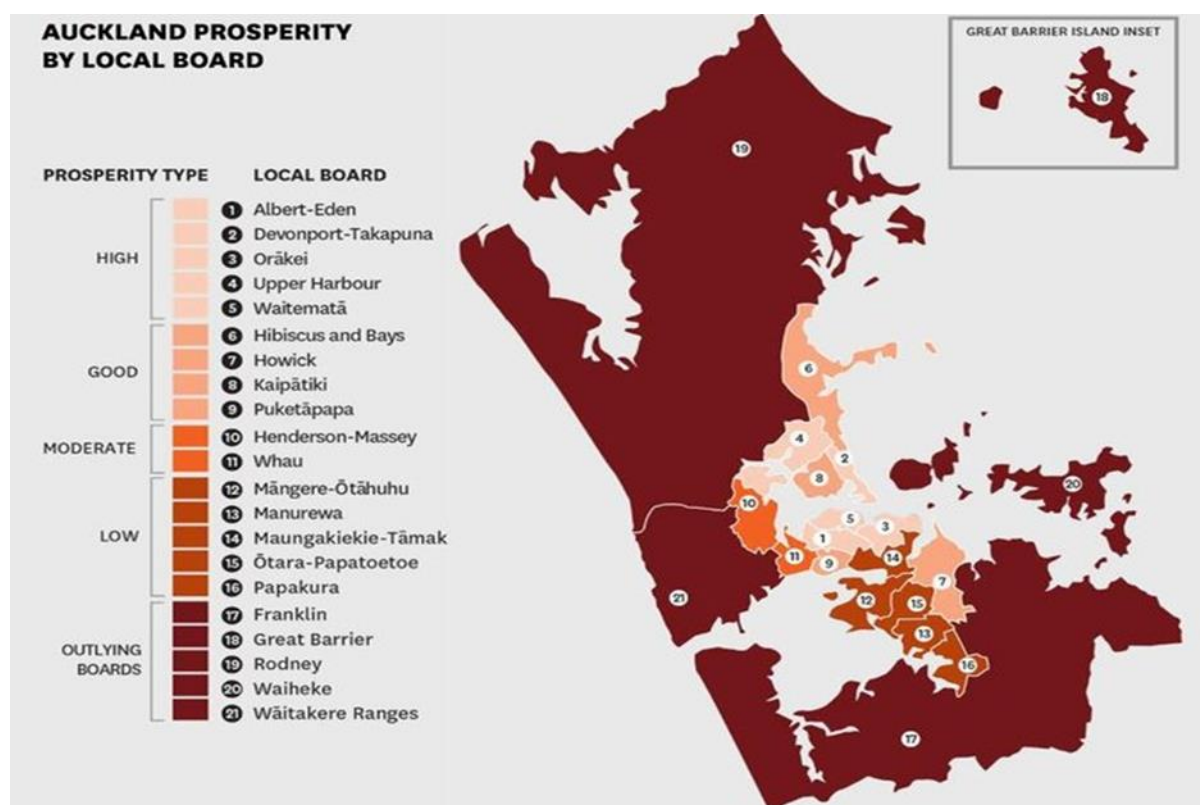 AUCKLAND PROSPERITY
BY LOCAL BOARD
PROSPERITY TYPE LOCAL BOARD
HIGH
1 Albert-Eden
2 Devonport-Takapuna
3 Orākei
4 Upper Harbour
5 Waitematā
GOOD
6 Hibiscus and Bays
7 Howick
8 Kaipātiki
9 Puketāpapa
MODERATE
10 Henderson-Massey
11 Whau
LOW
12 Māngere-Ōtāhuhu
13 Manurewa
14 Maungakiekie-Tāmak
15 Ōtara-Papatoetoe
16 Papakura
OUTLYING
BOARDS
17 Franklin
18 Great Barrier
19 Rodney
20 Waiheke
21 Wāitakere Ranges
GREAT BARRIER ISLAND INSET
18
19
6
4
2
8
20
10
5
3
1
11
9
14
7
12
15
21
13
16
17